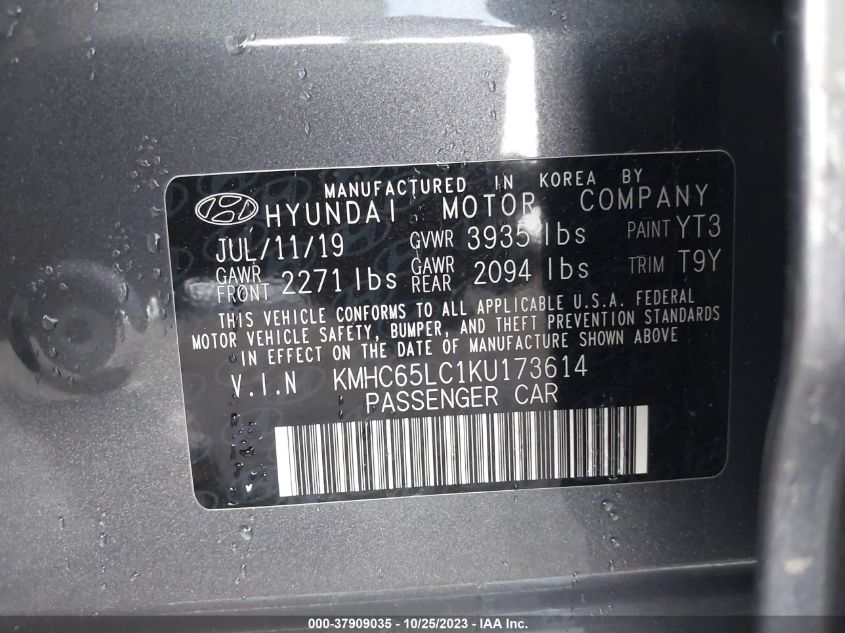 MANUFACTURED IN KOREA BY
HYUNDAI MOTOR COMPANY
JUL/11/19 GVWR 3935 lbs PAINT YT3
GAWR FRONT 2271 lbs GAWR REAR 2094 lbs TRIM T9Y
THIS VEHICLE CONFORMS TO ALL APPLICABLE U.S.A. FEDERAL
MOTOR VEHICLE SAFETY, BUMPER, AND THEFT PREVENTION STANDARDS
IN EFFECT ON THE DATE OF MANUFACTURE SHOWN ABOVE
V.I.N KMHC65LC1KU173614
PASSENGER CAR
000-37909035 - 10/25/2023 - IAA Inc.